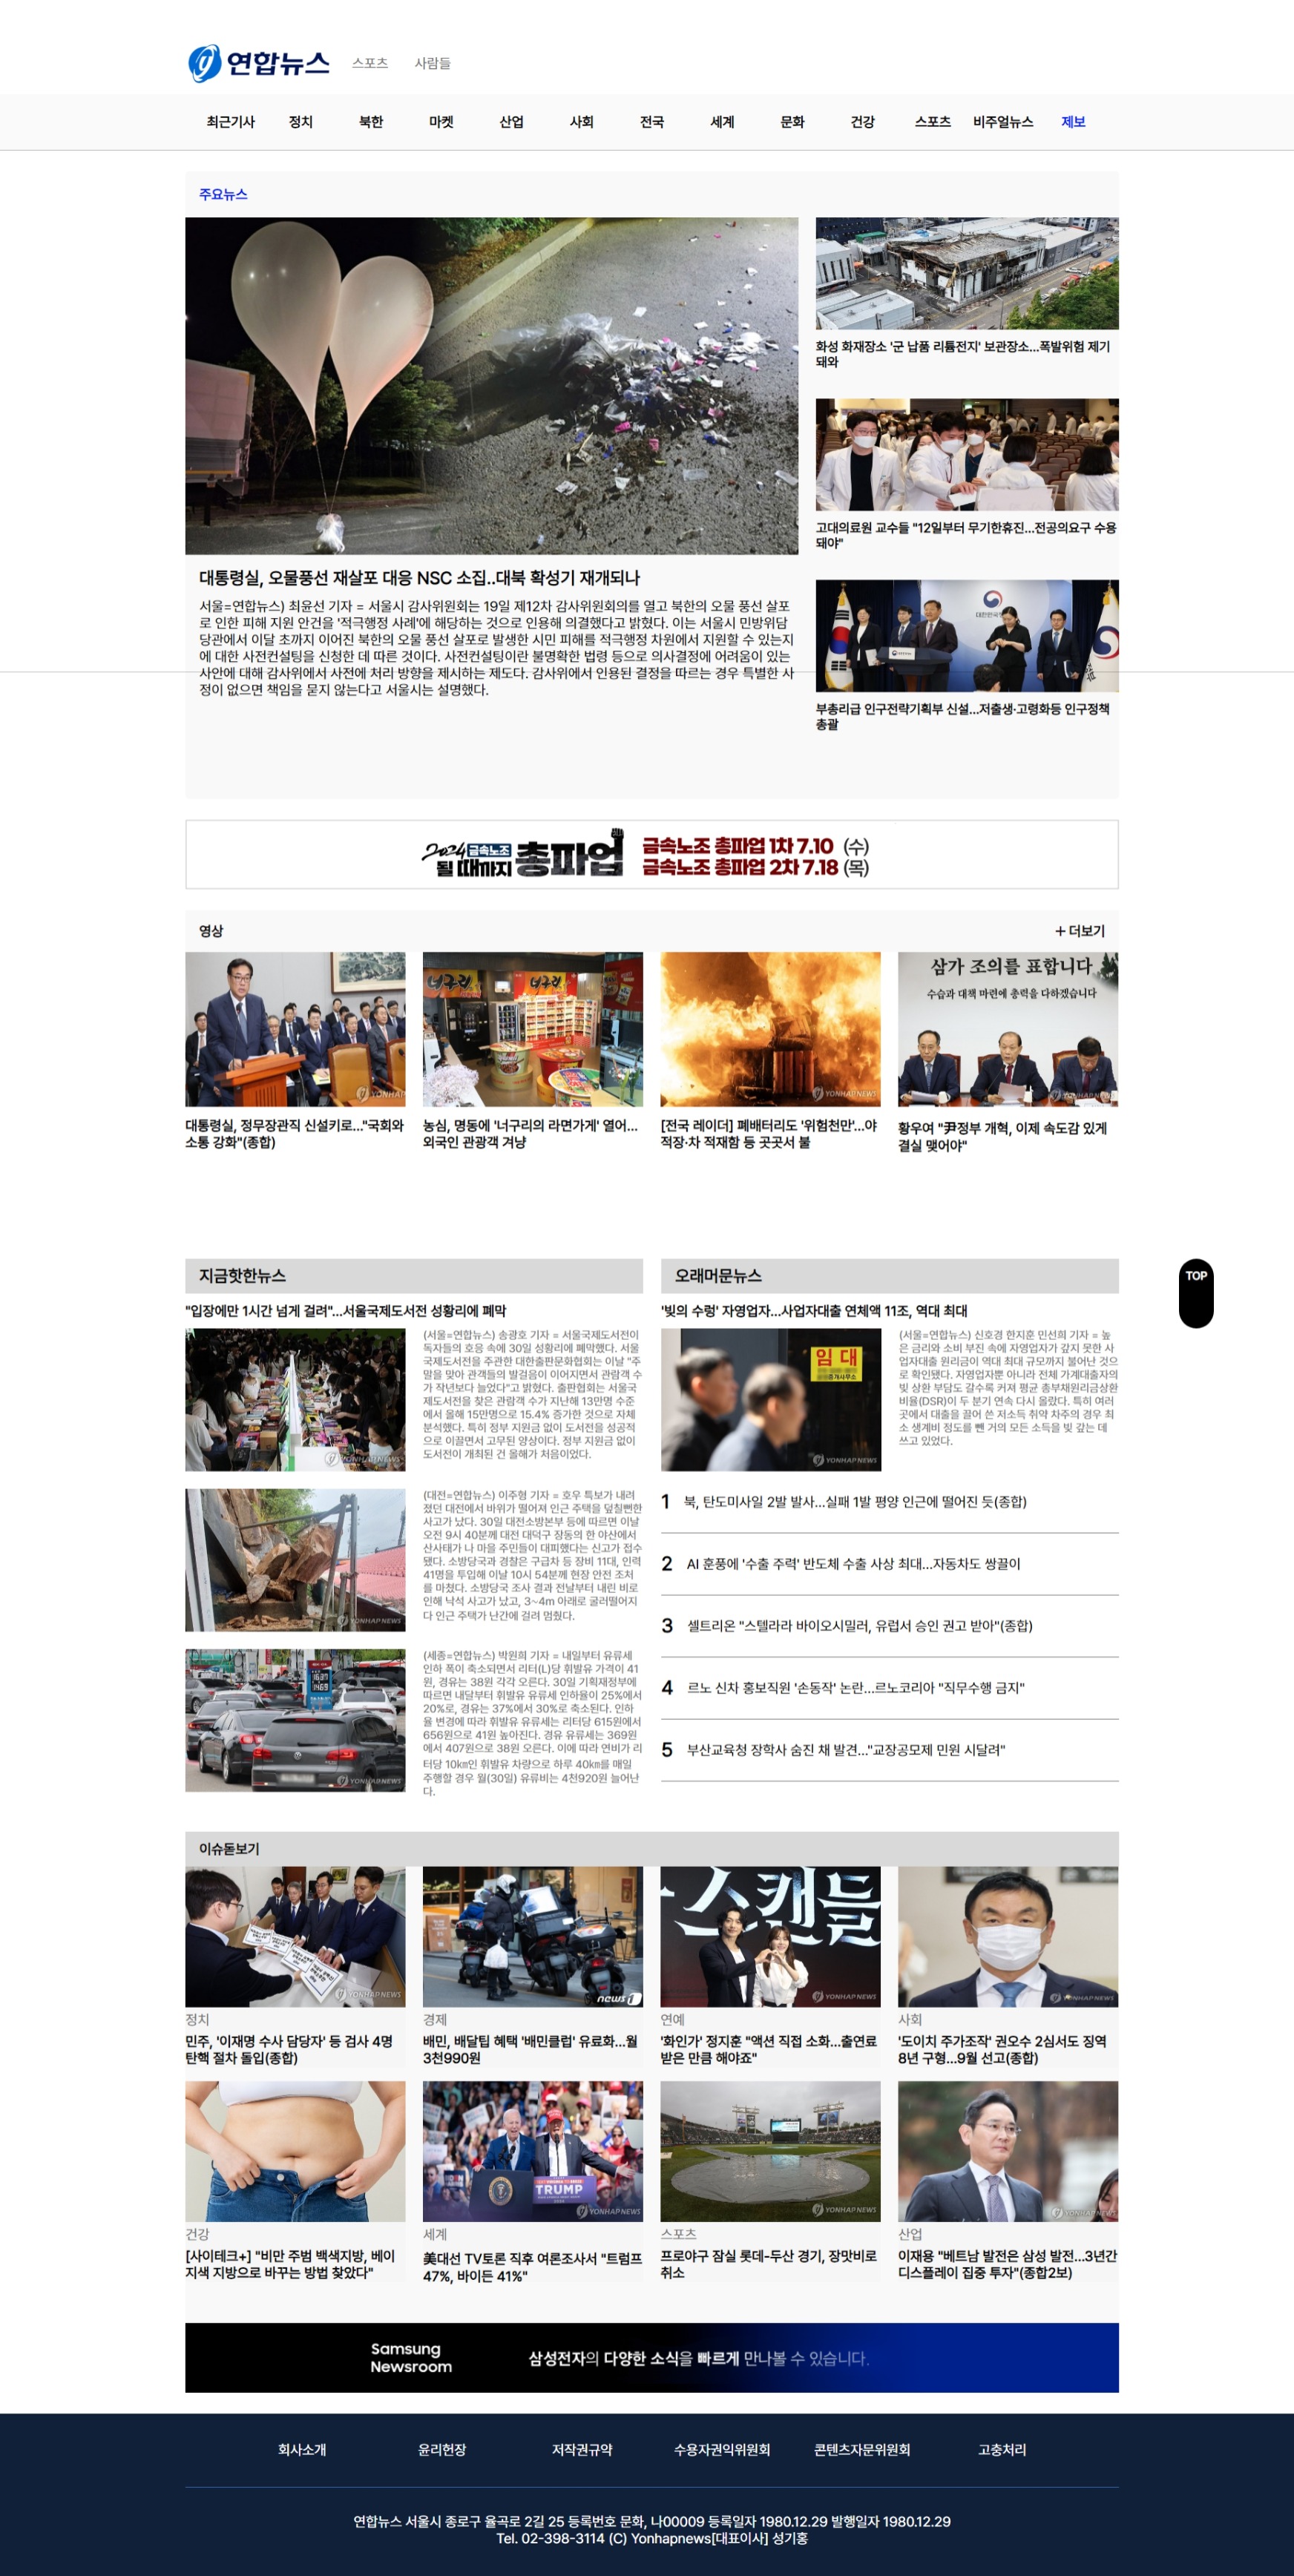 연합뉴스 스포츠 사람들
최근기사 정치 북한 마켓 산업 사회 전국 세계 문화 건강 스포츠 비주얼뉴스 제보
주요뉴스
대통령실, 오물풍선 재살포 대응 NSC 소집..대북 확성기 재개되나
서울=연합뉴스) 최윤선 기자 = 서울시 감사위원회는 19일 제12차 감사위원회의를 열고 북한의 오물 풍선 살포
로 인한 피해 지원 안건을 '적극행정 사례'에 해당하는 것으로 인용해 의결했다고 밝혔다. 이는 서울시 민방위담
당관에서 이달 초까지 이어진 북한의 오물 풍선 살포로 발생한 시민 피해를 적극행정 차원에서 지원할 수 있는지
에 대한 사전컨설팅을 신청한 데 따른 것이다. 사전컨설팅이란 불명확한 법령 등으로 의사결정에 어려움이 있는
사안에 대해 감사위에서 사전에 처리 방향을 제시하는 제도다. 감사위에서 인용된 결정을 따르는 경우 특별한 사
정이 없으면 책임을 묻지 않는다고 서울시는 설명했다.
화성 화재장소 '군 납품 리튬전지' 보관장소...폭발위험 제기
돼와
고대의료원 교수들 "12일부터 무기한휴진...전공의요구 수용
돼야"
부총리급 인구전략기획부 신설...저출생·고령화등 인구정책
총괄
2024 금속노조
될 때까지 총파업
금속노조 총파업 1차 7.10 (수)
금속노조 총파업 2차 7.18 (목)
영상
+ 더보기
YONHAP
대통령실, 정무장관직 신설키로..."국회와
소통 강화"(종합)
너구리 너구리
농심, 명동에 '너구리의 라면가게' 열어...
외국인 관광객 겨냥
YONHAPNEWS
[전국 레이더] 폐배터리도 '위험천만'...야
적장·차 적재함 등 곳곳서 불
삼가 조의를 표합니다
수습과 대책 마련에 총력을 다하겠습니다
YONHAPNEWS
황우여 "尹정부 개혁, 이제 속도감 있게
결실 맺어야"
TOP
지금핫한뉴스
"입장에만 1시간 넘게 걸려"...서울국제도서전 성황리에 폐막
YONHAPNEWS
(서울=연합뉴스) 송광호 기자 = 서울국제도서전이
독자들의 호응 속에 30일 성황리에 폐막했다. 서울
국제도서전을 주관한 대한출판문화협회는 이날 "주
말을 맞아 관객들의 발걸음이 이어지면서 관람객 수
가 작년보다 늘었다"고 밝혔다. 출판협회는 서울국
제도서전을 찾은 관람객 수가 지난해 13만명 수준
에서 올해 15만명으로 15.4% 증가한 것으로 자체
분석했다. 특히 정부 지원금 없이 도서전을 성공적
으로 이끌면서 고무된 양상이다. 정부 지원금 없이
도서전이 개최된 건 올해가 처음이었다.
YONHAPNEWS
(대전=연합뉴스) 이주형 기자 = 호우 특보가 내려
졌던 대전에서 바위가 떨어져 인근 주택을 덮칠뻔한
사고가 났다. 30일 대전소방본부 등에 따르면 이날
오전 9시 40분께 대전 대덕구 장동의 한 야산에서
산사태가 나 마을 주민들이 대피했다는 신고가 접수
됐다. 소방당국과 경찰은 구급차 등 장비 11대, 인력
41명을 투입해 이날 10시 54분께 현장 안전 조처
를 마쳤다. 소방당국 조사 결과 전날부터 내린 비로
인해 낙석 사고가 났고, 3~4m 아래로 굴러떨어지
다 인근 주택가 난간에 걸려 멈췄다.
YONHAPNEWS
(세종=연합뉴스) 박원희 기자 = 내일부터 유류세
인하 폭이 축소되면서 리터(L)당 휘발유 가격이 41
원, 경유는 38원 각각 오른다. 30일 기획재정부에
따르면 내달부터 휘발유 유류세 인하율이 25%에서
20%로, 경유는 37%에서 30%로 축소된다. 인하
율 변경에 따라 휘발유 유류세는 리터당 615원에서
656원으로 41원 높아진다. 경유 유류세는 369원
에서 407원으로 38원 오른다. 이에 따라 연비가 리
터당 10㎞인 휘발유 차량으로 하루 40㎞를 매일
주행할 경우 월(30일) 유류비는 4천920원 늘어난
다.
오래머문뉴스
'빚의 수렁' 자영업자...사업자대출 연체액 11조, 역대 최대
임대
YONHAPNEWS
(서울=연합뉴스) 신호경 한지훈 민선희 기자 = 높
은 금리와 소비 부진 속에 자영업자가 갚지 못한 사
업자대출 원리금이 역대 최대 규모까지 불어난 것으
로 확인됐다. 자영업자뿐 아니라 전체 가계대출자의
빚 상환 부담도 갈수록 커져 평균 총부채원리금상환
비율(DSR)이 두 분기 연속 다시 올랐다. 특히 여러
곳에서 대출을 끌어 쓴 저소득 취약 차주의 경우 최
소 생계비 정도를 뺀 거의 모든 소득을 빚 갚는 데
쓰고 있었다.
1 북, 탄도미사일 2발 발사...실패 1발 평양 인근에 떨어진 듯(종합)
2 AI 훈풍에 '수출 주력' 반도체 수출 사상 최대...자동차도 쌍끌이
3 셀트리온 "스텔라라 바이오시밀러, 유럽서 승인 권고 받아"(종합)
4 르노 신차 홍보직원 '손동작' 논란...르노코리아 "직무수행 금지"
5 부산교육청 장학사 숨진 채 발견..."교장공모제 민원 시달려"
이슈돋보기
YONHAPNEWS
정치
민주, '이재명 수사 담당자' 등 검사 4명
탄핵 절차 돌입(종합)
news1
경제
배민, 배달팁 혜택 '배민클럽' 유료화...월
3천990원
스캔들
YONHAPNEWS
연예
'화인가' 정지훈 "액션 직접 소화...출연료
받은 만큼 해야죠"
YONHAPNEWS
사회
'도이치 주가조작' 권오수 2심서도 징역
8년 구형...9월 선고(종합)
건강
[사이테크+] "비만 주범 백색지방, 베이
지색 지방으로 바꾸는 방법 찾았다"
TRUMP
YONHAPNEWS
세계
美대선 TV토론 직후 여론조사서 "트럼프
47%, 바이든 41%"
YONHAPNEWS
스포츠
프로야구 잠실 롯데-두산 경기, 장맛비로
취소
YONHAPNEWS
산업
이재용 "베트남 발전은 삼성 발전...3년간
디스플레이 집중 투자"(종합2보)
Samsung
Newsroom
삼성전자의 다양한 소식을 빠르게 만나볼 수 있습니다.
회사소개 윤리헌장 저작권규약 수용자권익위원회 콘텐츠자문위원회 고충처리
연합뉴스 서울시 종로구 율곡로 2길 25 등록번호 문화, 나00009 등록일자 1980.12.29 발행일자 1980.12.29
Tel. 02-398-3114 (C) Yonhapnews[대표이사] 성기홍